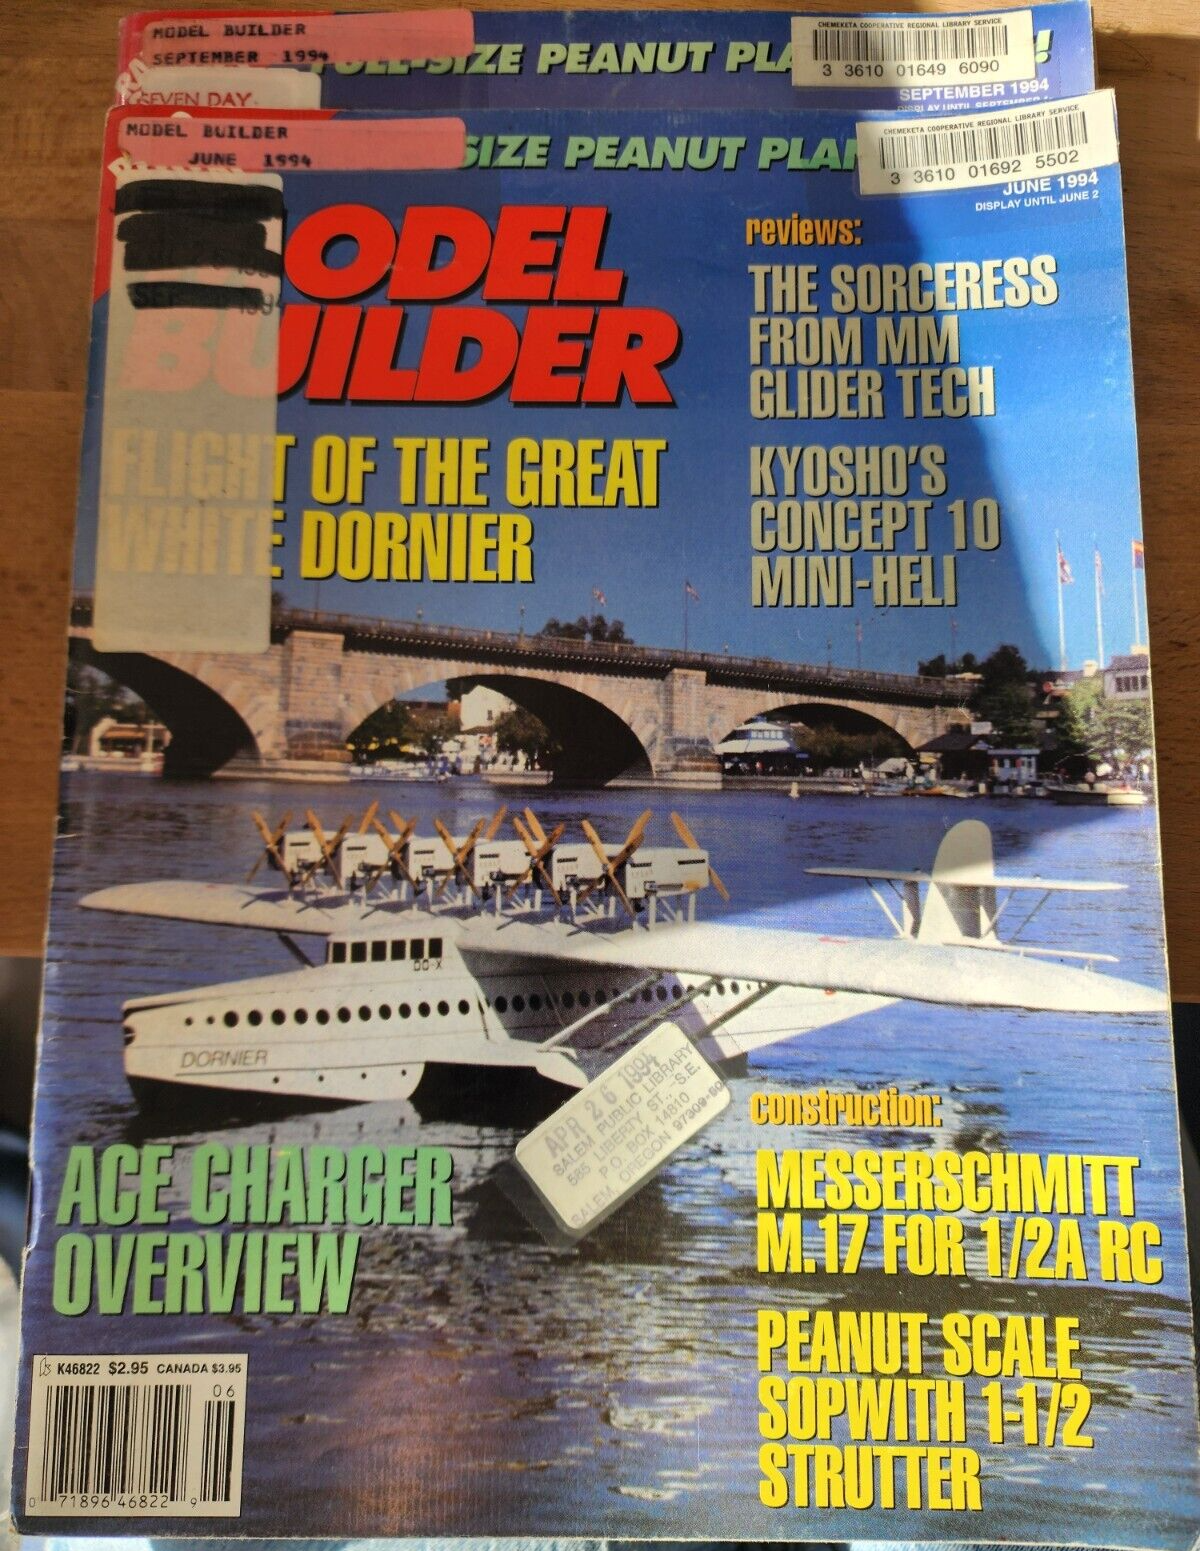 MODEL BUILDER
SEPTEMBER 1994
FULL-SIZE PEANUT PLA
CHEMEKETA COOPERATIVE REGIONAL LIBRARY SERVICE
3 3610 01649 6090
!
SEPTEMBER 1994
SEVEN DAY
MODEL BUILDER
JUNE 1994
SIZE PEANUT PLAN
CHEMEKETA COOPERATIVE REGIONAL LIBRARY SERVICE
3 3610 01692 5502
JUNE 1994
DISPLAY UNTIL JUNE 2
MODEL
BUILDER
reviews:
THE SORCERESS
FROM MM
GLIDER TECH
KYOSHO'S
CONCEPT 10
MINI-HELI
FLIGHT OF THE GREAT
WHITE DORNIER
DO-X
DORNIER
APR 26 1994
SALEM PUBLIC LIBRARY
585 LIBERTY ST., S.E.
P.O. BOX 14810
SALEM, OREGON
construction:
MESSERSCHMITT
M.17 FOR 1/2A RC
PEANUT SCALE
SOPWITH 1-1/2
STRUTTER
ACE CHARGER
OVERVIEW
K46822 $2.95 CANADA $3.95
06
0 71896 46822 9